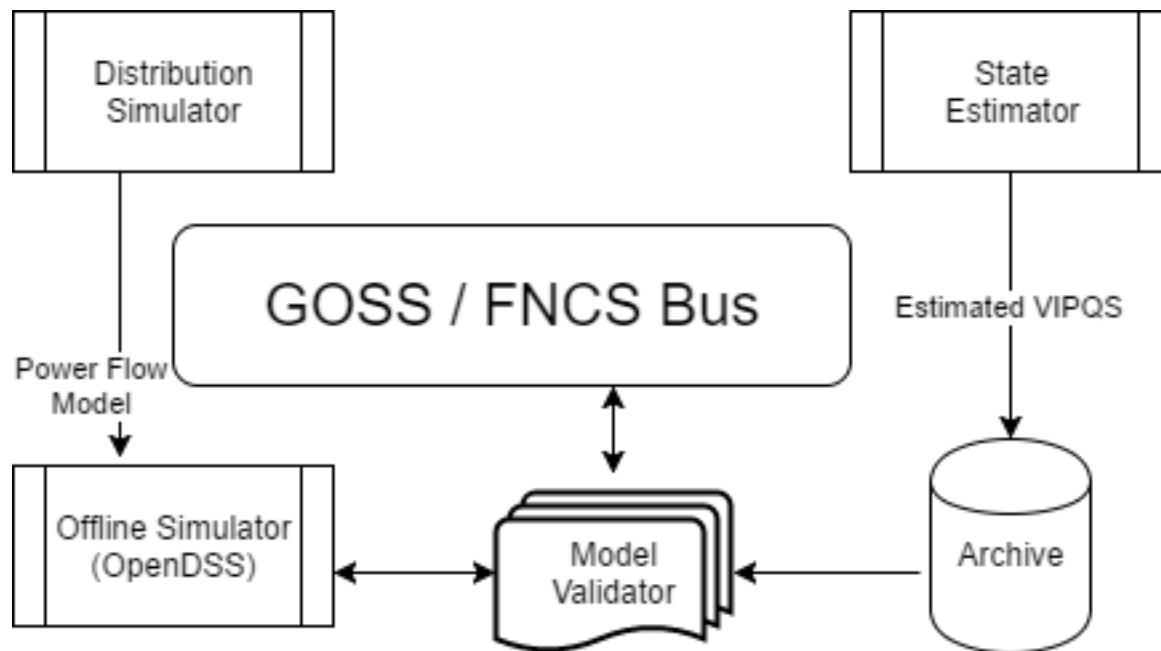 Distribution
Simulator
State
Estimator
GOSS / FNCS Bus
Estimated VIPQS
Power Flow
Model
Offline Simulator
(OpenDSS)
Model
Validator
Archive